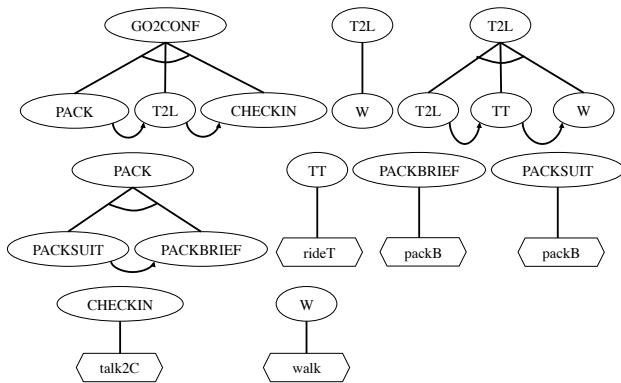 GO2CONF T2L T2L
PACK T2L CHECKIN W T2L TT W
PACK TT PACKBRIEF PACKSUIT
PACKSUIT PACKBRIEF rideT packB packB
CHECKIN W
talk2C walk